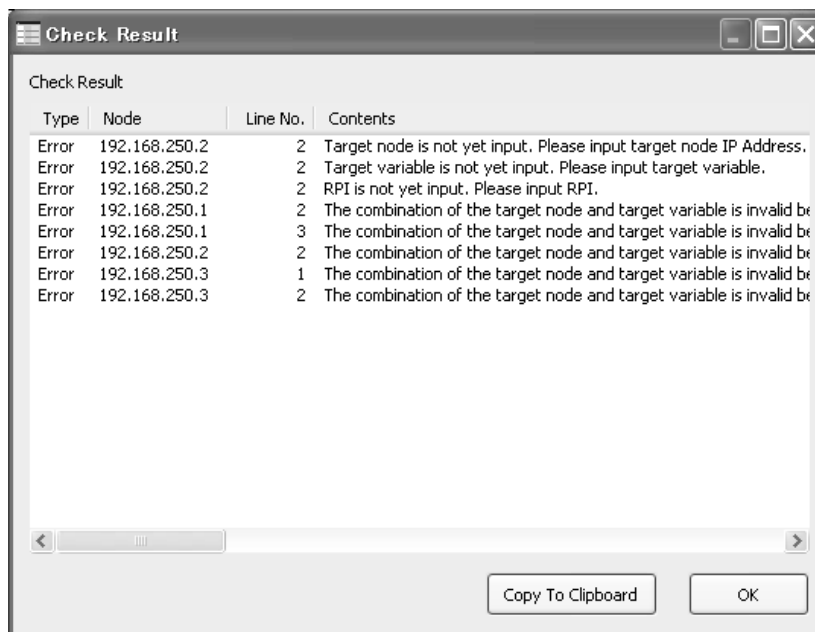 Check Result
Check Result
Type Node Line No. Contents
Error 192.168.250.2 2 Target node is not yet input. Please input target node IP Address.
Error 192.168.250.2 2 Target variable is not yet input. Please input target variable.
Error 192.168.250.2 2 RPI is not yet input. Please input RPI.
Error 192.168.250.1 2 The combination of the target node and target variable is invalid be
Error 192.168.250.1 3 The combination of the target node and target variable is invalid be
Error 192.168.250.2 2 The combination of the target node and target variable is invalid be
Error 192.168.250.3 1 The combination of the target node and target variable is invalid be
Error 192.168.250.3 2 The combination of the target node and target variable is invalid be
Copy To Clipboard OK